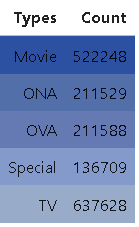 Types Count
Movie 522248
ONA 211529
OVA 211588
Special 136709
TV 637628